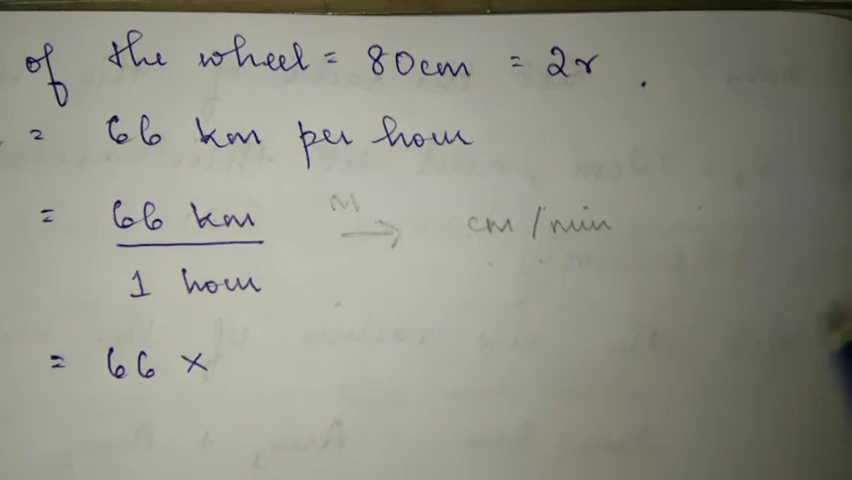 of the wheel = 80cm = 2r
= 66 km per hour
= 66 km / 1 hour M → cm/min
= 66 ×